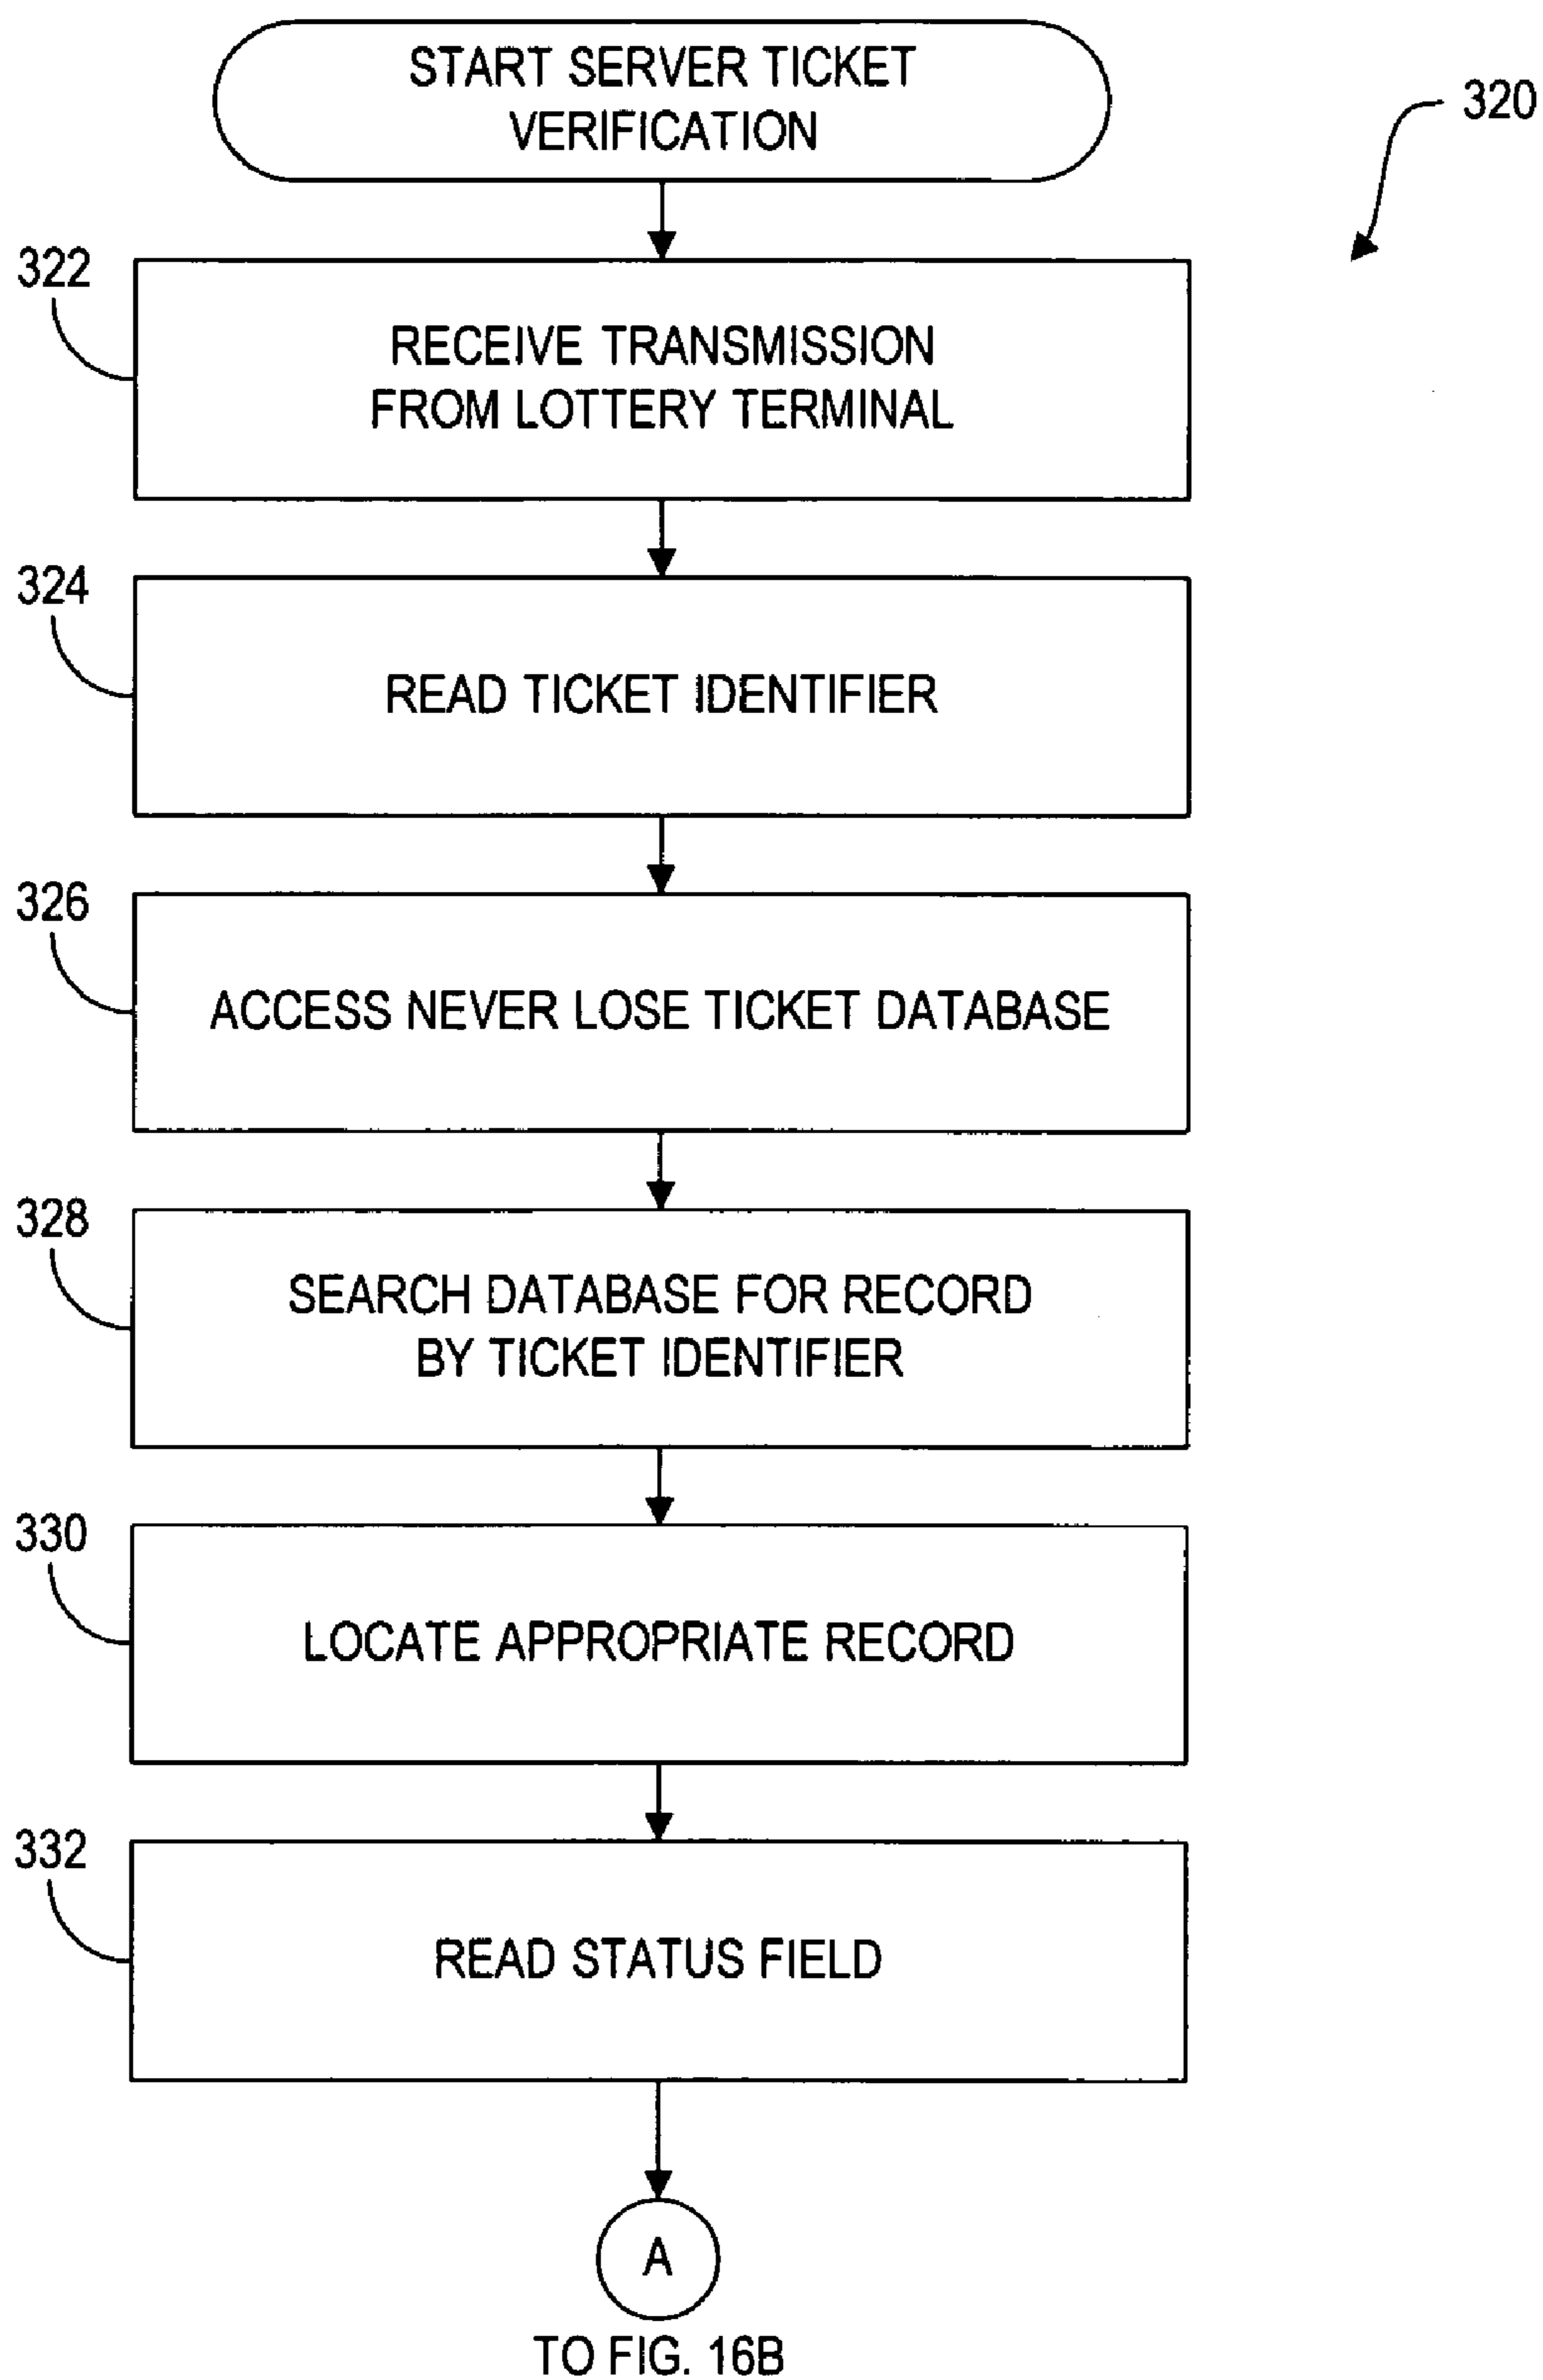 START SERVER TICKET
VERIFICATION
320
322
RECEIVE TRANSMISSION
FROM LOTTERY TERMINAL
324
READ TICKET IDENTIFIER
326
ACCESS NEVER LOSE TICKET DATABASE
328
SEARCH DATABASE FOR RECORD
BY TICKET IDENTIFIER
330
LOCATE APPROPRIATE RECORD
332
READ STATUS FIELD
A
TO FIG. 16B